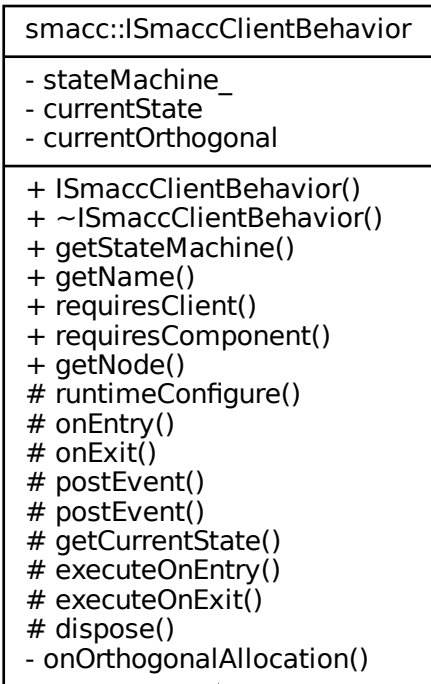 smacc::ISmaccClientBehavior
- stateMachine_
- currentState
- currentOrthogonal
+ ISmaccClientBehavior()
+ ~ISmaccClientBehavior()
+ getStateMachine()
+ getName()
+ requiresClient()
+ requiresComponent()
+ getNode()
# runtimeConfigure()
# onEntry()
# onExit()
# postEvent()
# postEvent()
# getCurrentState()
# executeOnEntry()
# executeOnExit()
# dispose()
- onOrthogonalAllocation()